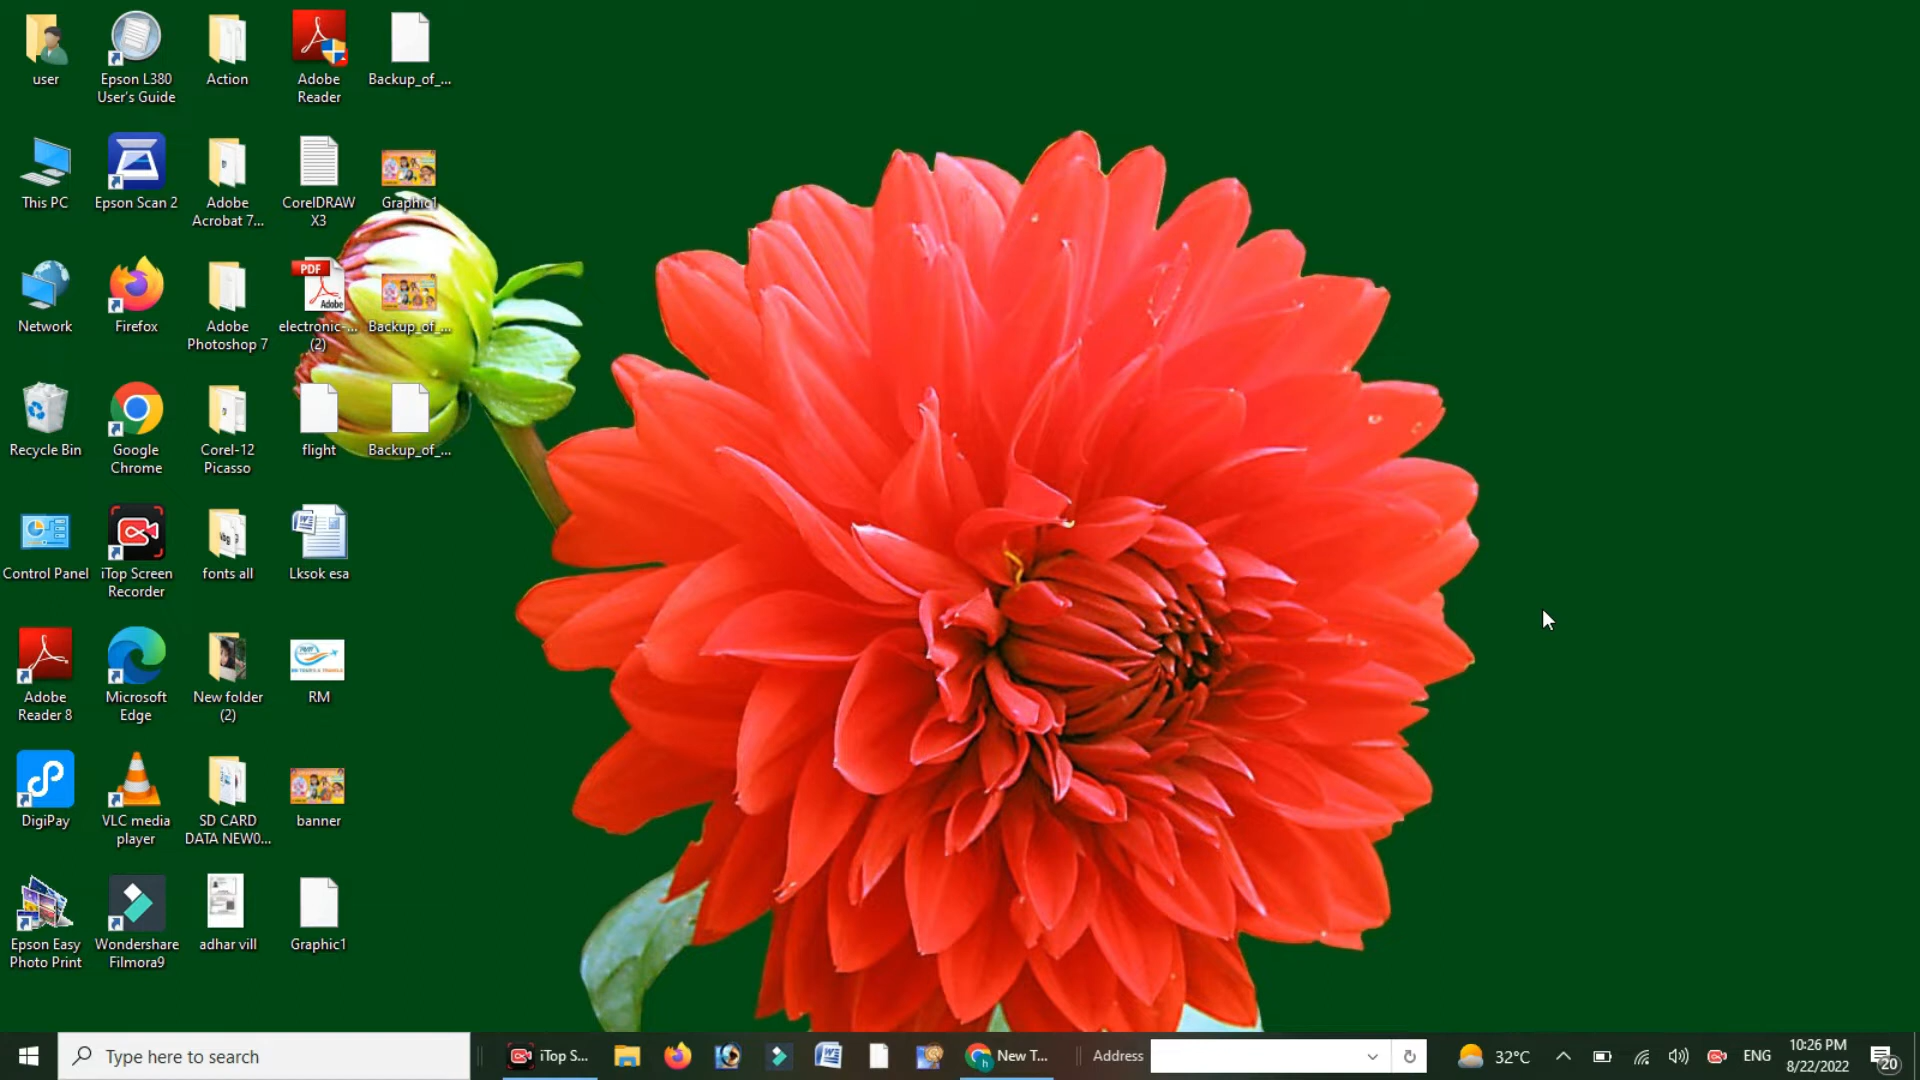 user
Epson L380
User's Guide
Action
Adobe
Reader
Backup_of_...
This PC
Epson Scan 2
Adobe
Acrobat 7...
CorelDRAW
X3
Graphic1
Network
Firefox
Adobe
Photoshop 7
PDF
Adobe
electronic-...
(2)
Backup_of_...
Recycle Bin
Google
Chrome
Corel-12
Picasso
flight
Backup_of_...
Control Panel
iTop Screen
Recorder
fonts all
Lksok esa
Adobe
Reader 8
Microsoft
Edge
New folder
(2)
RM
DigiPay
VLC media
player
SD CARD
DATA NEW0...
banner
Epson Easy
Photo Print
Wondershare
Filmora9
adhar vill
Graphic1
Type here to search
iTop S...
New T...
Address
32°C
ENG
10:26 PM
8/22/2022
20